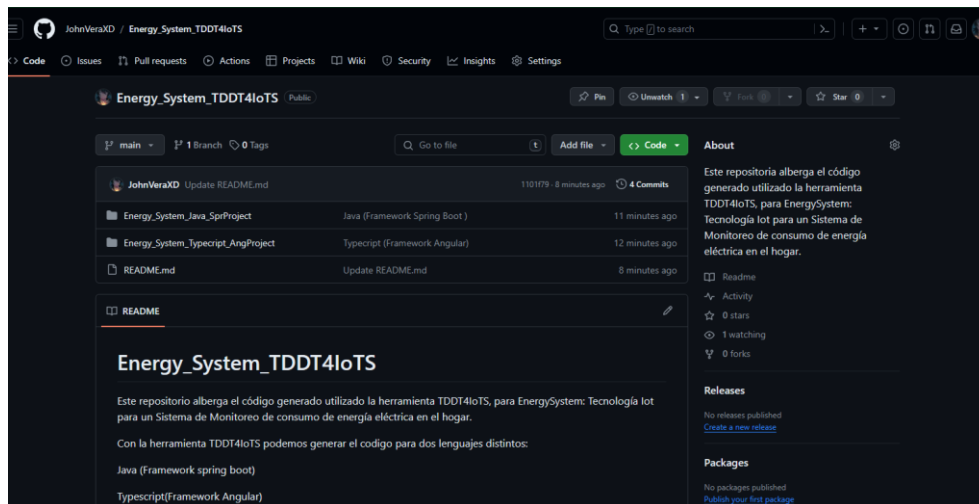 JohnVeraXD / Energy_System_TDDT4IoTS
Type / to search
Code Issues Pull requests Actions Projects Wiki Security Insights Settings
Energy_System_TDDT4IoTS Public
Pin Unwatch 1 Fork 0 Star 0
main 1 Branch 0 Tags Go to file t Add file Code
JohnVeraXD Update README.md 1101f79 · 8 minutes ago 4 Commits
Energy_System_Java_SprProject Java (Framework Spring Boot ) 11 minutes ago
Energy_System_Typecript_AngProject Typecript (Framework Angular) 12 minutes ago
README.md Update README.md 8 minutes ago
README
Energy_System_TDDT4IoTS
Este repositorio alberga el código generado utilizado la herramienta TDDT4IoTS, para EnergySystem: Tecnología Iot
para un Sistema de Monitoreo de consumo de energía eléctrica en el hogar.
Con la herramienta TDDT4IoTS podemos generar el codigo para dos lenguajes distintos:
Java (Framework spring boot)
Typescript(Framework Angular)
About
Este repositoria alberga el código
generado utilizado la herramienta
TDDT4IoTS, para EnergySystem:
Tecnología Iot para un Sistema de
Monitoreo de consumo de energía
eléctrica en el hogar.
Readme
Activity
0 stars
1 watching
0 forks
Releases
No releases published
Create a new release
Packages
No packages published
Publish your first package